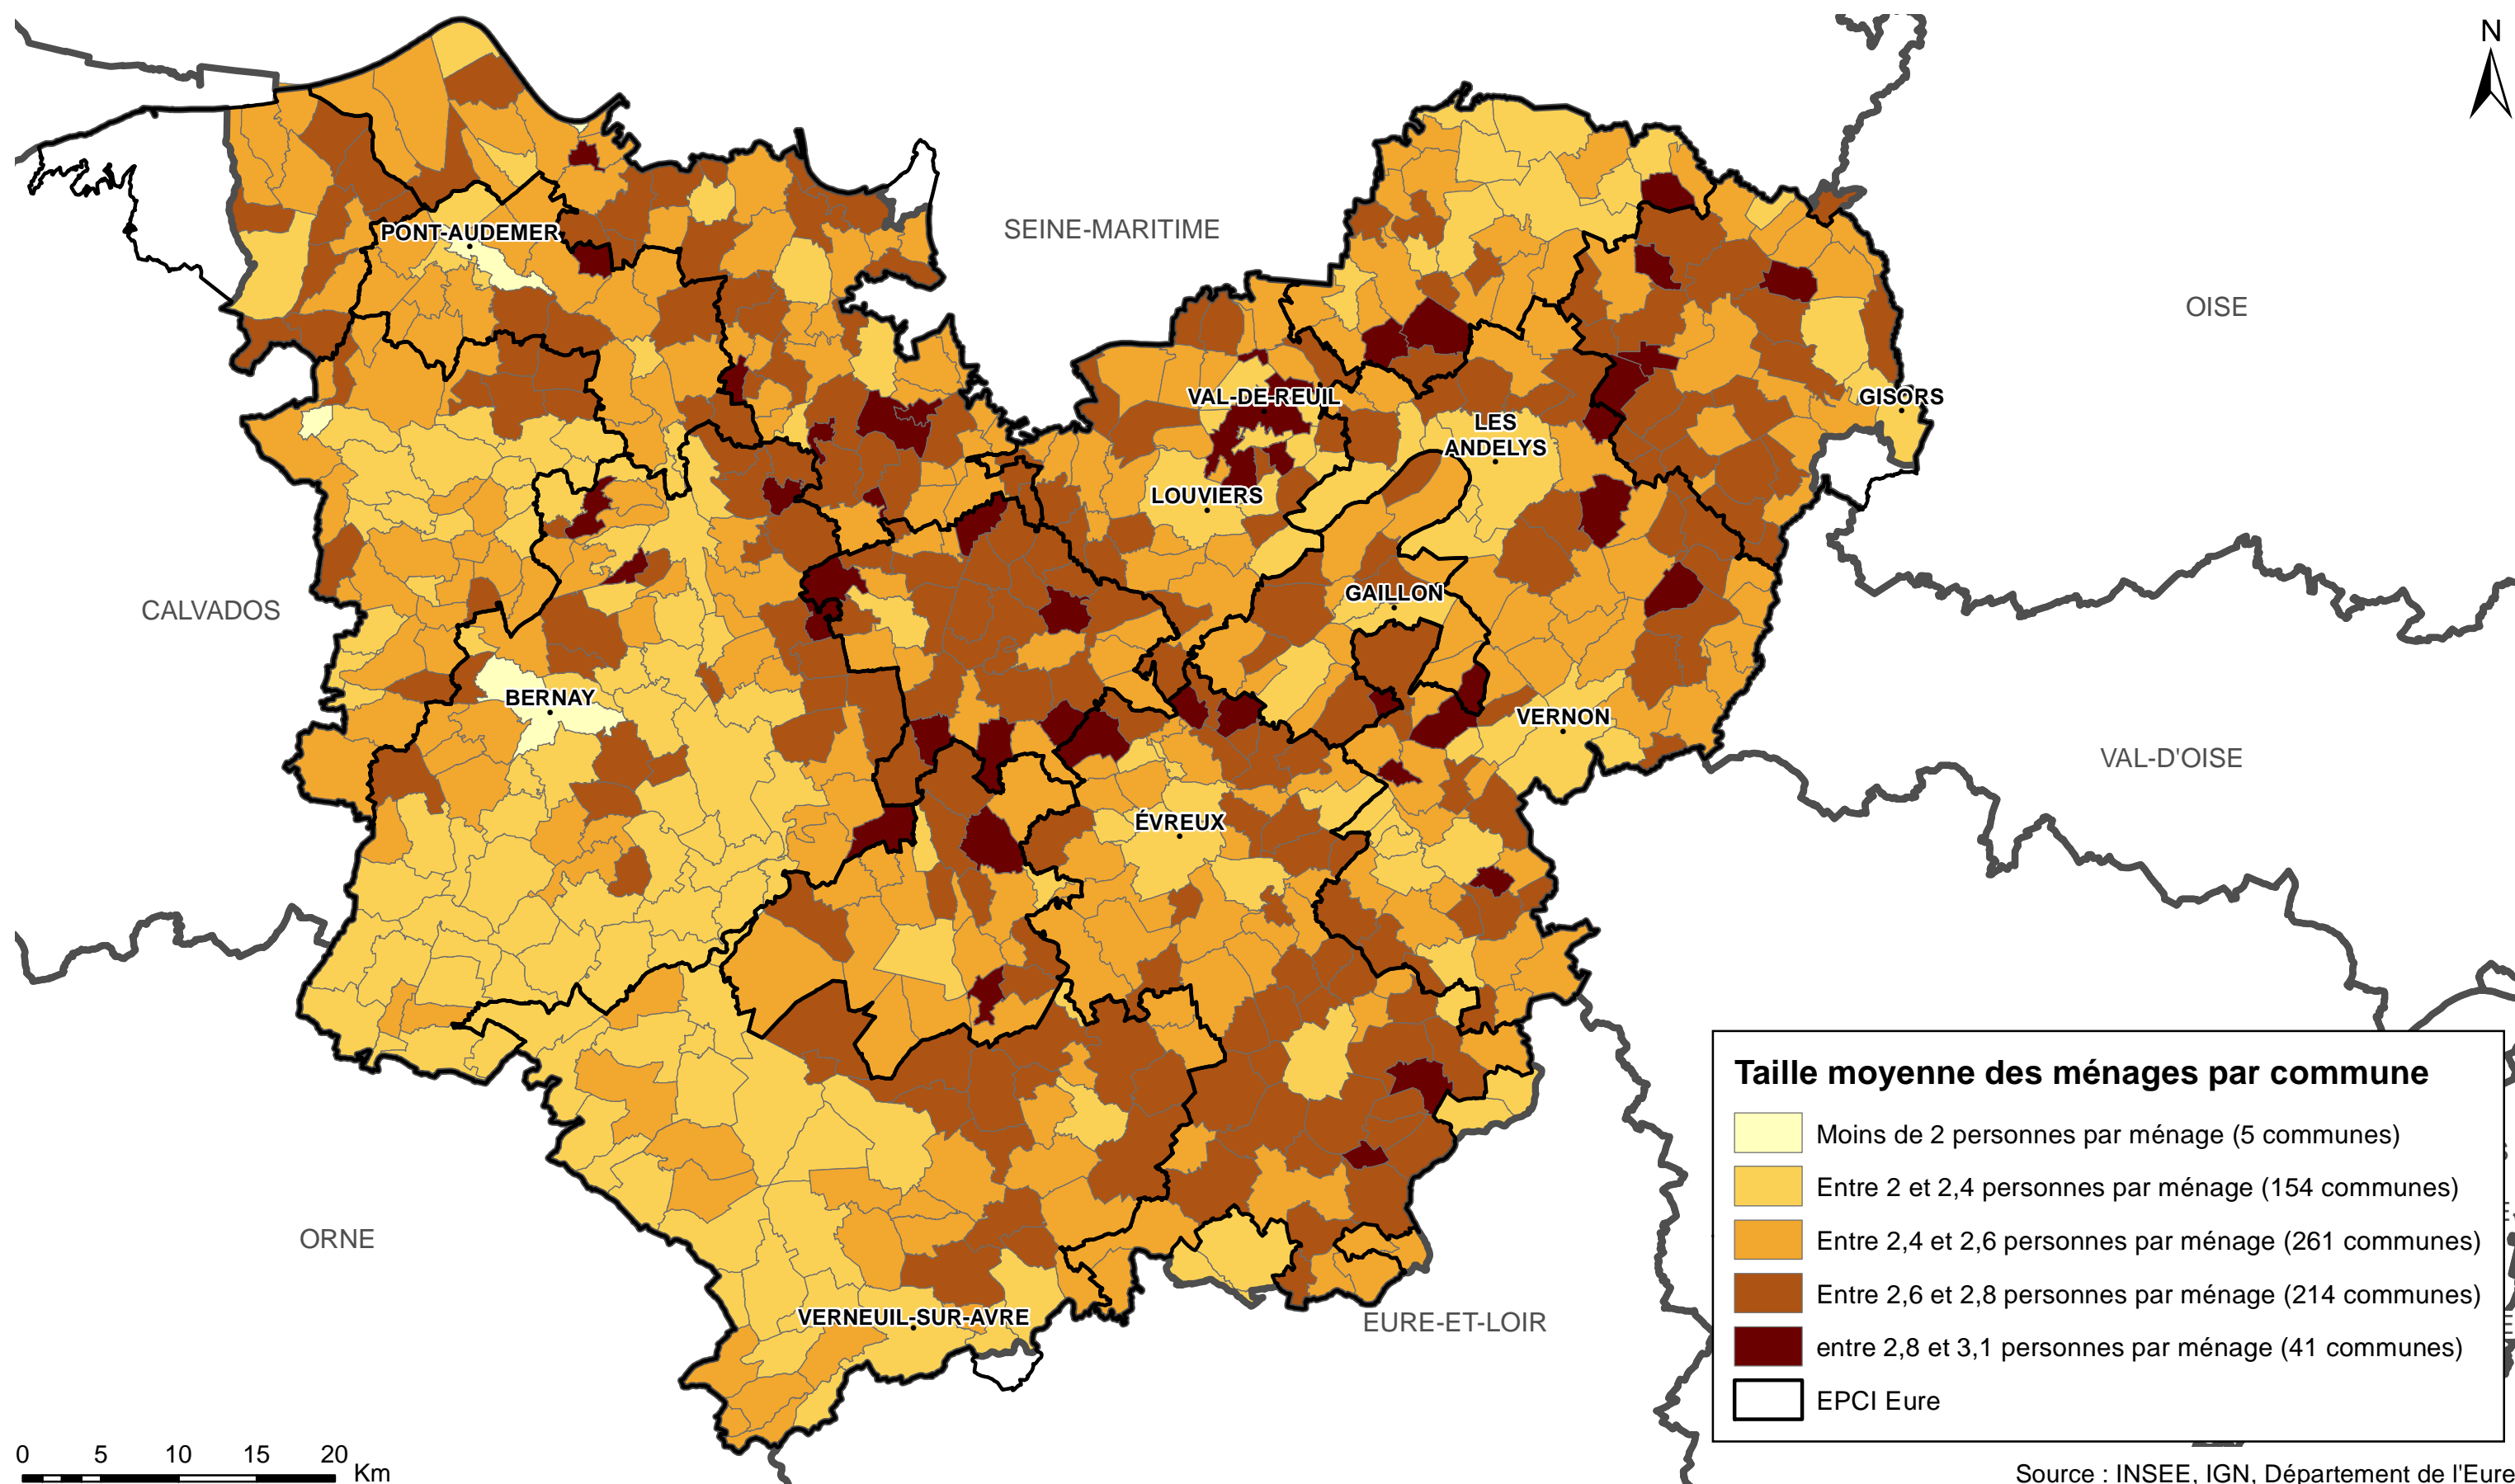 N
SEINE-MARITIME
PONT-AUDEMER
OISE
VAL-DE-REUIL
GISORS
LES
ANDELYS
LOUVIERS
CALVADOS
GAILLON
BERNAY
VERNON
VAL-D'OISE
ÉVREUX
ORNE
VERNEUIL-SUR-AVRE
EURE-ET-LOIR
Taille moyenne des ménages par commune
Moins de 2 personnes par ménage (5 communes)
Entre 2 et 2,4 personnes par ménage (154 communes)
Entre 2,4 et 2,6 personnes par ménage (261 communes)
Entre 2,6 et 2,8 personnes par ménage (214 communes)
entre 2,8 et 3,1 personnes par ménage (41 communes)
EPCI Eure
0 5 10 15 20
Km
Source : INSEE, IGN, Département de l'Eure